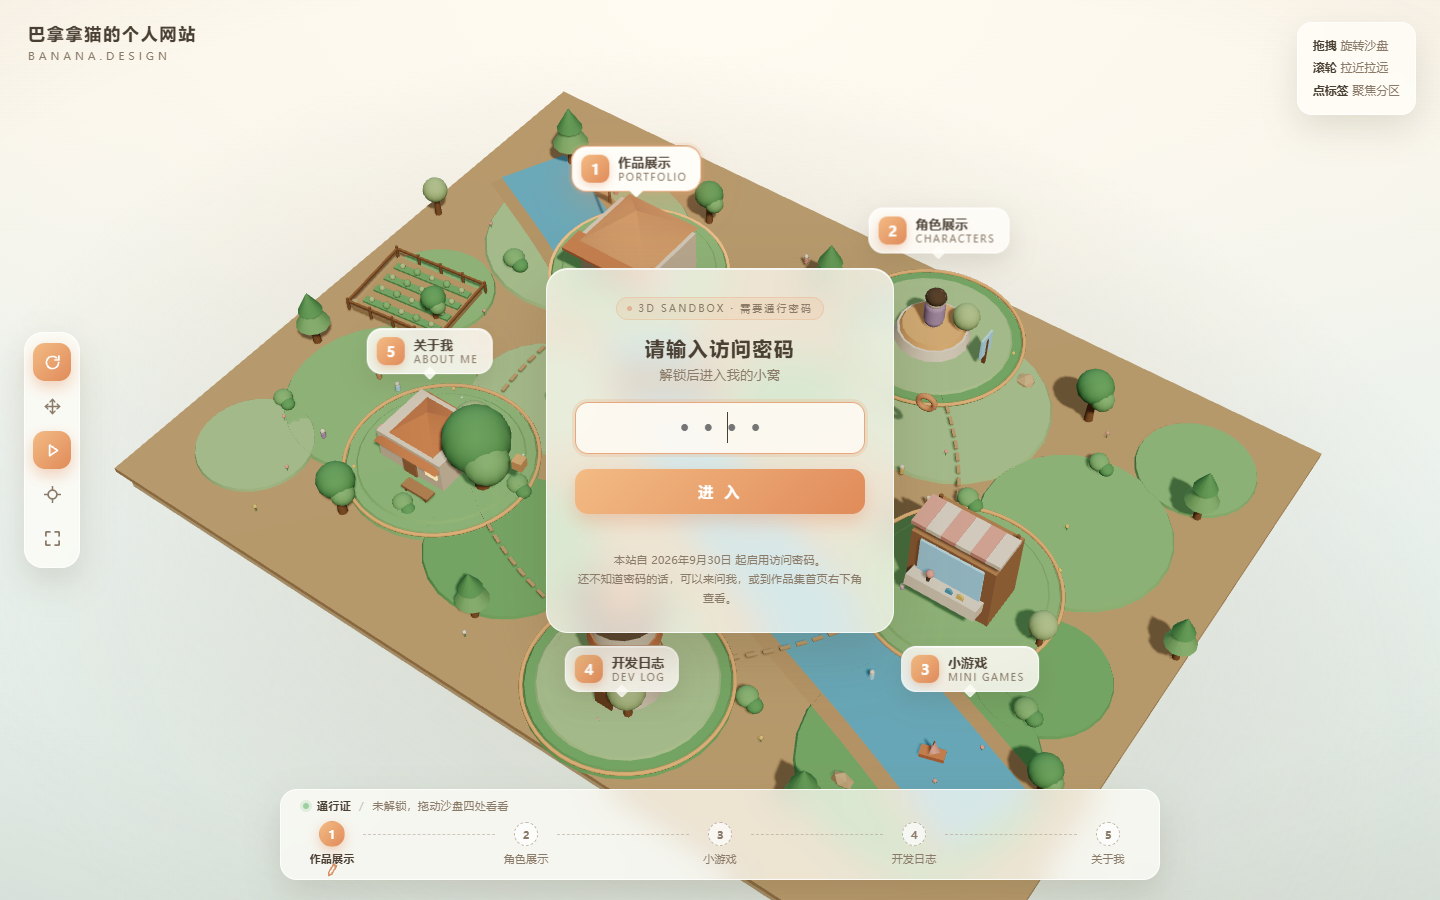 巴拿拿猫的个人网站
BANANA.DESIGN
拖拽 旋转沙盘
滚轮 拉近拉远
点标签 聚焦分区
1 作品展示
PORTFOLIO
2 角色展示
CHARACTERS
5 关于我
ABOUT ME
3D SANDBOX · 需要通行密码
请输入访问密码
解锁后进入我的小窝
进 入
本站自 2026年9月30日 起启用访问密码。
还不知道密码的话，可以来问我，或到作品集首页右下角
查看。
4 开发日志
DEV LOG
3 小游戏
MINI GAMES
通行证 / 未解锁，拖动沙盘四处看看
1 2 3 4 5
作品展示 角色展示 小游戏 开发日志 关于我